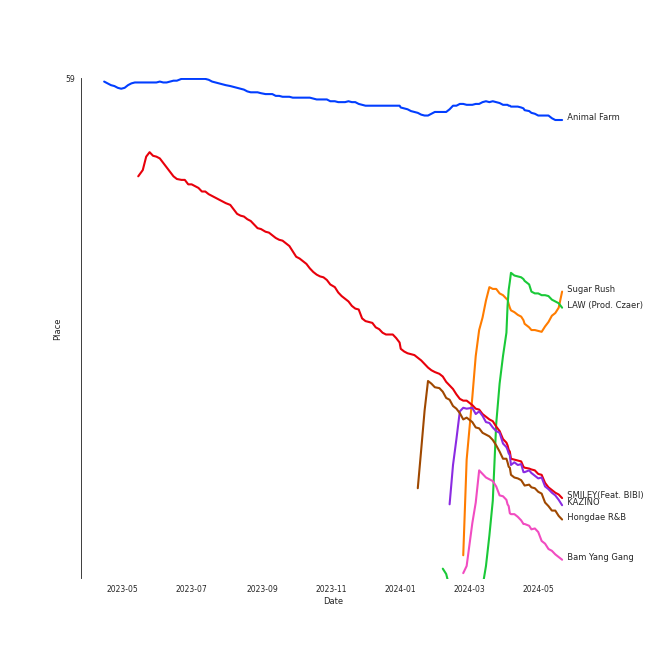 59
Animal Farm
Sugar Rush
LAW (Prod. Czaer)
Place
SMILEY(Feat. BIBI)
KAZINO
Hongdae R&B
Bam Yang Gang
2023-05 2023-07 2023-09 2023-11 2024-01 2024-03 2024-05
Date